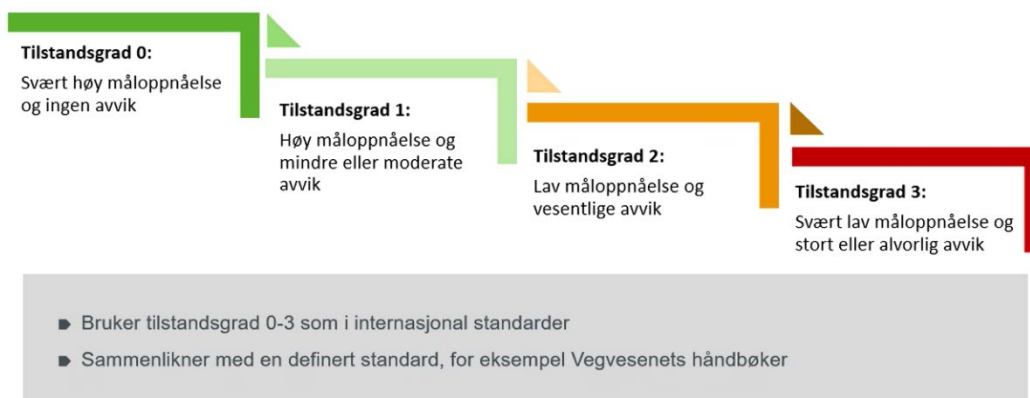 Tilstandsgrad 0:
Svært høy måloppnåelse
og ingen avvik
Tilstandsgrad 1:
Høy måloppnåelse og
mindre eller moderate
avvik
Tilstandsgrad 2:
Lav måloppnåelse og
vesentlige avvik
Tilstandsgrad 3:
Svært lav måloppnåelse og
stort eller alvorlig avvik
Bruker tilstandsgrad 0-3 som i internasjonal standarder
Sammenlikner med en definert standard, for eksempel Vegvesenets håndbøker